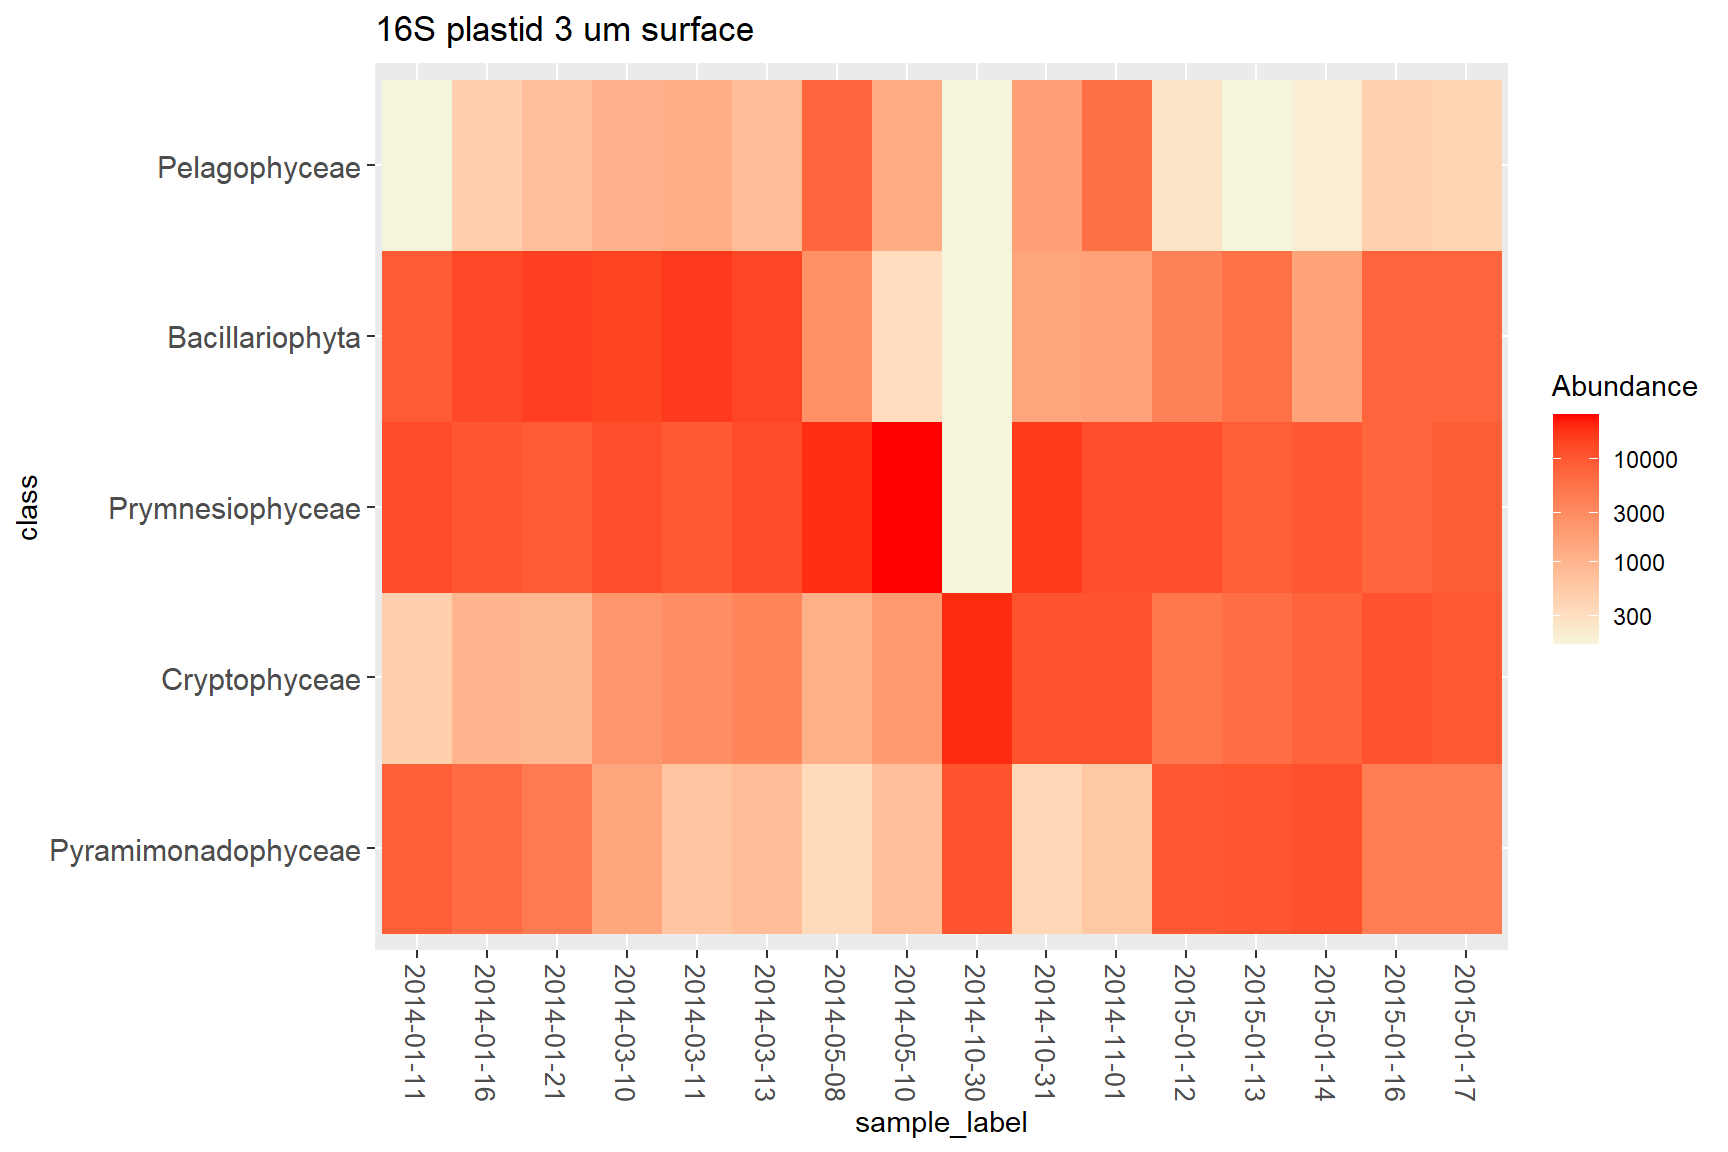 16S plastid 3 um surface
class
Pelagophyceae
Bacillariophyta
Prymnesiophyceae
Cryptophyceae
Pyramimonadophyceae
2014-01-11
2014-01-16
2014-01-21
2014-03-10
2014-03-11
2014-03-13
2014-05-08
2014-05-10
2014-10-30
2014-10-31
2014-11-01
2015-01-12
2015-01-13
2015-01-14
2015-01-16
2015-01-17
sample_label
Abundance
10000
3000
1000
300